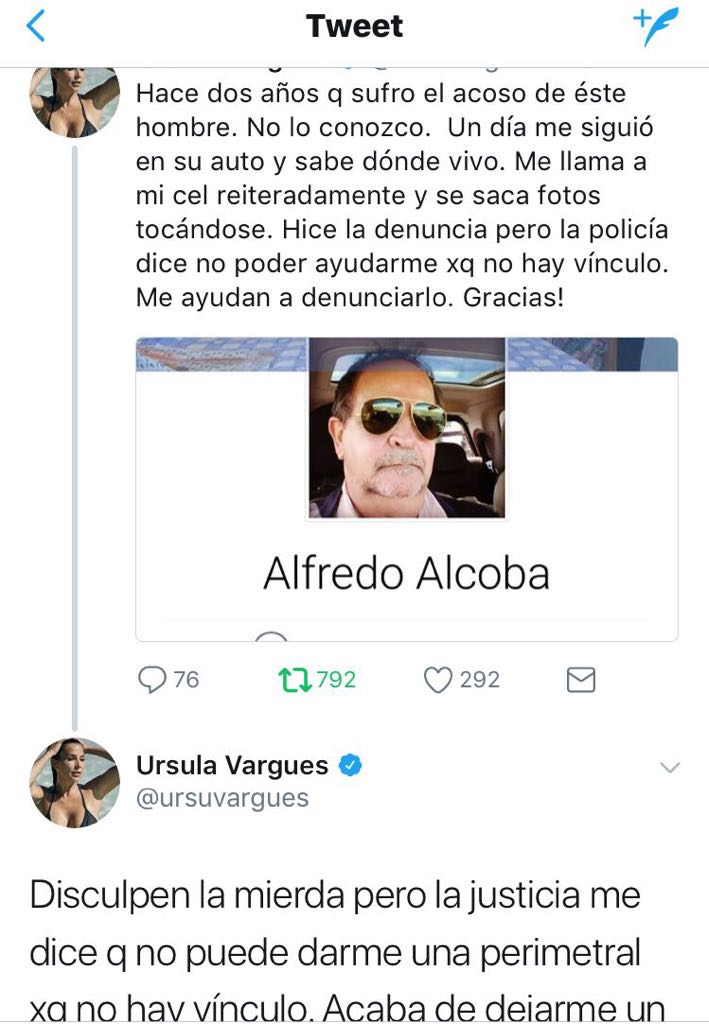 Tweet
Hace dos años q sufro el acoso de éste
hombre. No lo conozco. Un día me siguió
en su auto y sabe dónde vivo. Me llama a
mi cel reiteradamente y se saca fotos
tocándose. Hice la denuncia pero la policía
dice no poder ayudarme xq no hay vínculo.
Me ayudan a denunciarlo. Gracias!
Alfredo Alcoba
76 792 292
Ursula Vargues
@ursuvargues
Disculpen la mierda pero la justicia me
dice q no puede darme una perimetral
xq no hay vínculo. Acaba de dejarme un